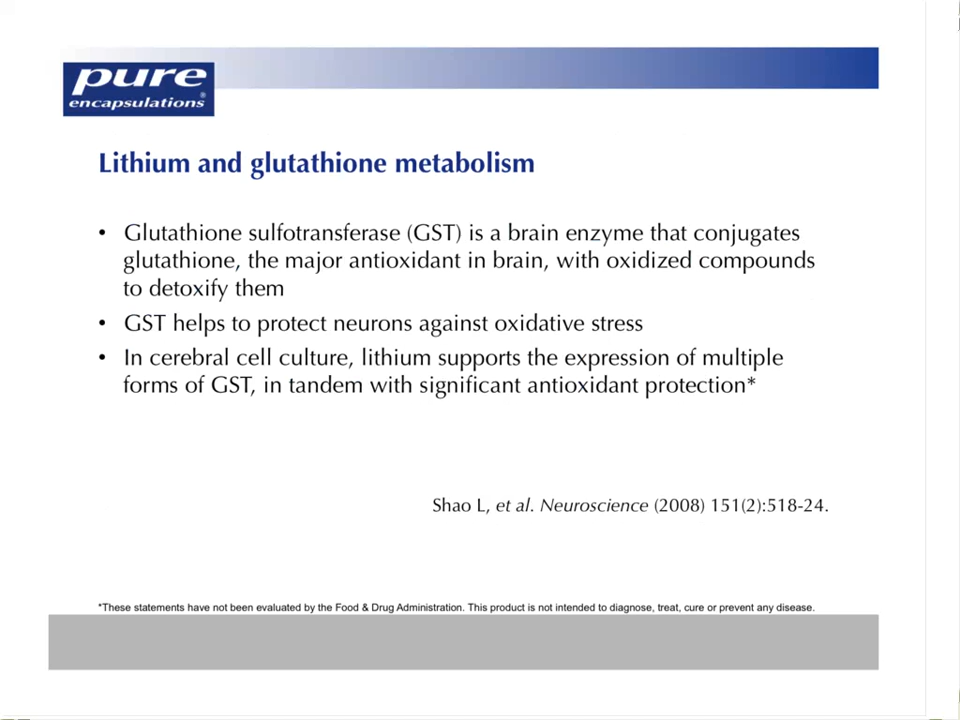 pure
encapsulations®
Lithium and glutathione metabolism
• Glutathione sulfotransferase (GST) is a brain enzyme that conjugates
glutathione, the major antioxidant in brain, with oxidized compounds
to detoxify them
• GST helps to protect neurons against oxidative stress
• In cerebral cell culture, lithium supports the expression of multiple
forms of GST, in tandem with significant antioxidant protection*
Shao L, et al. Neuroscience (2008) 151(2):518-24.
*These statements have not been evaluated by the Food & Drug Administration. This product is not intended to diagnose, treat, cure or prevent any disease.